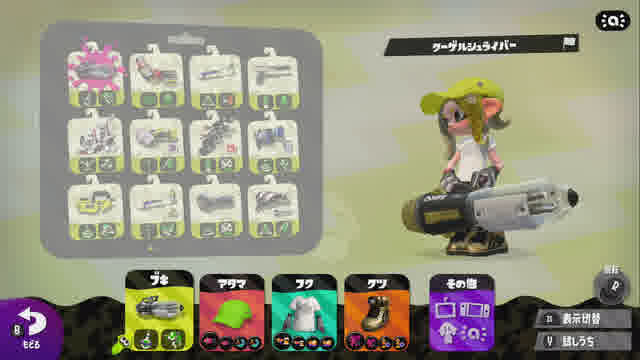 クーゲルシュライバー
ブキ
アタマ
フク
クツ
その他
もどる
表示切替
試しうち